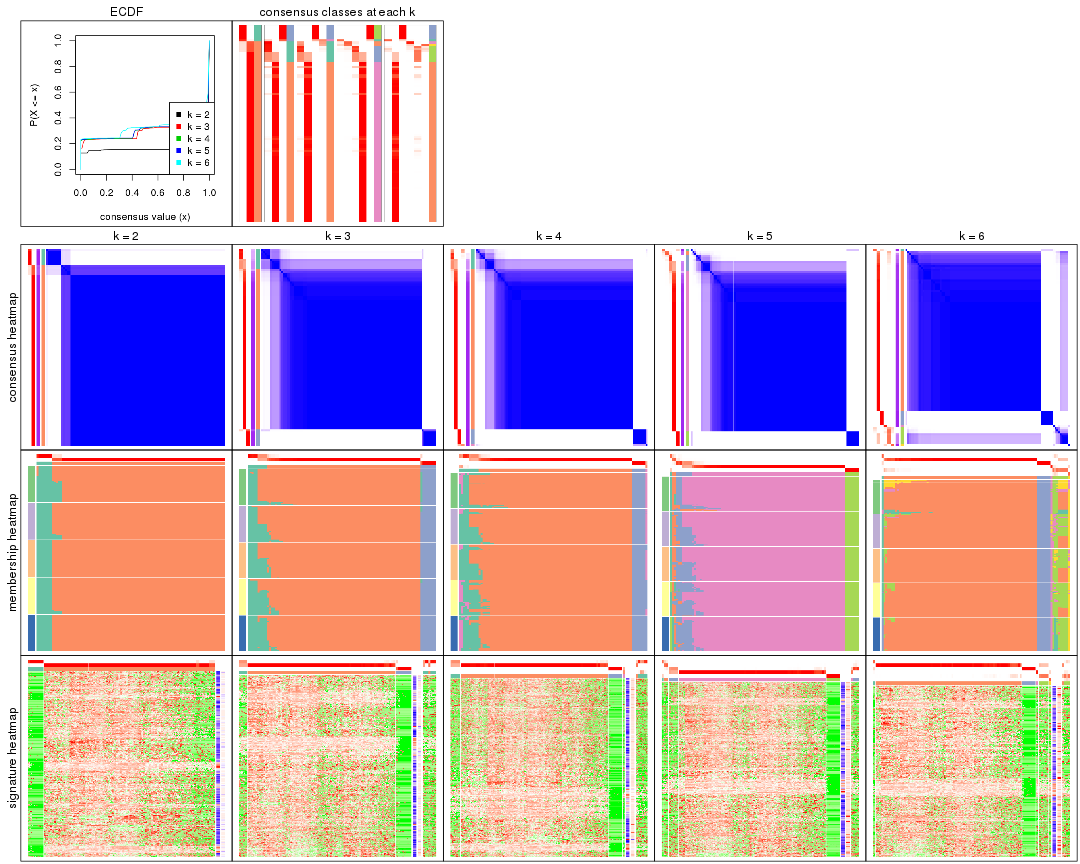 ECDF
consensus classes at each k
P(X <= x)
0.0 0.2 0.4 0.6 0.8 1.0
k = 2
k = 3
k = 4
k = 5
k = 6
0.0 0.2 0.4 0.6 0.8 1.0
consensus value (x)
k = 2
k = 3
k = 4
k = 5
k = 6
consensus heatmap
membership heatmap
signature heatmap